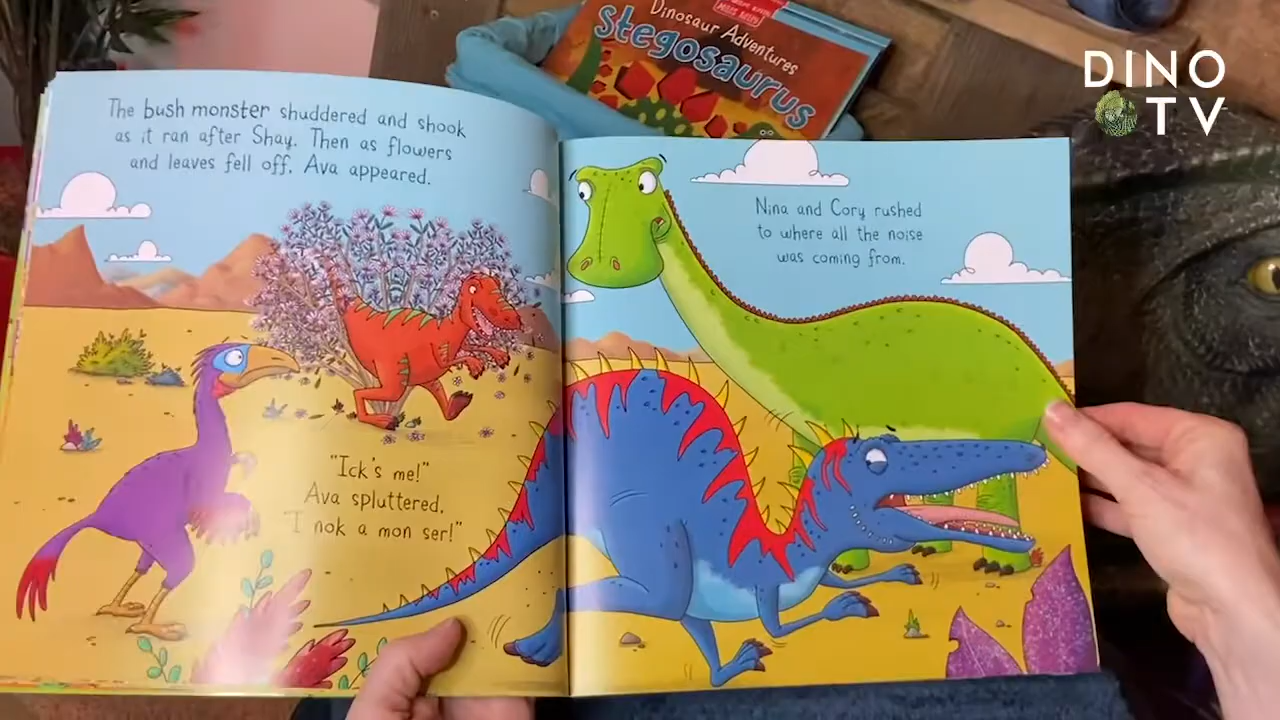 Dinosaur Adventures
Stegosaurus
DINO
TV
The bush monster shuddered and shook
as it ran after Shay. Then as flowers
and leaves fell off, Ava appeared.
"Ick's me!"
Ava spluttered.
"I nok a mon ser!"
Nina and Cory rushed
to where all the noise
was coming from.